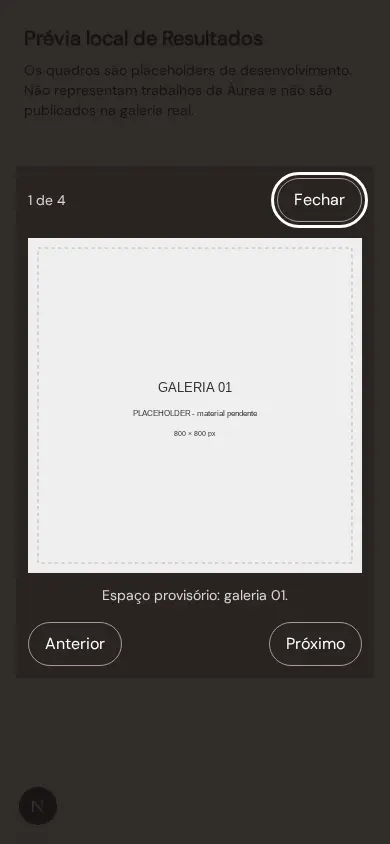 Prévia local de Resultados
Os quadros são placeholders de desenvolvimento.
Não representam trabalhos da Áurea e não são
publicados na galeria real.
1 de 4
Fechar
GALERIA 01
PLACEHOLDER - material pendente
800 × 800 px
Espaço provisório: galeria 01.
Anterior
Próximo
N